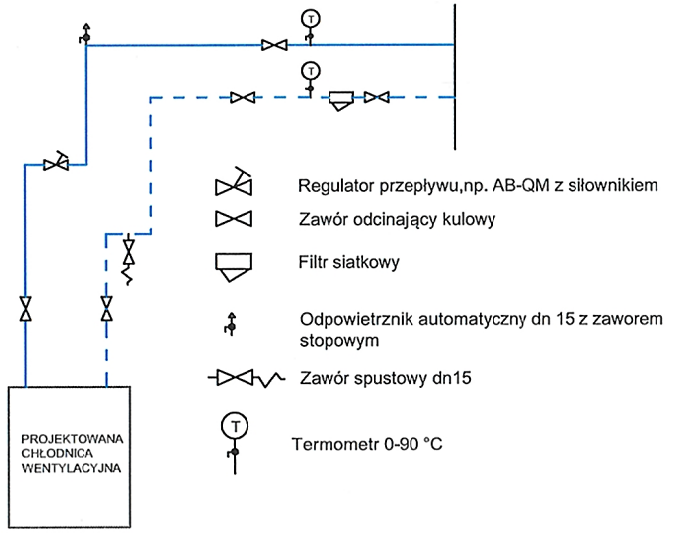 T
T
Regulator przepływu,np. AB-QM z siłownikiem
Zawór odcinający kulowy
Filtr siatkowy
Odpowietrznik automatyczny dn 15 z zaworem
stopowym
Zawór spustowy dn15
T
Termometr 0-90 °C
PROJEKTOWANA
CHŁODNICA
WENTYLACYJNA